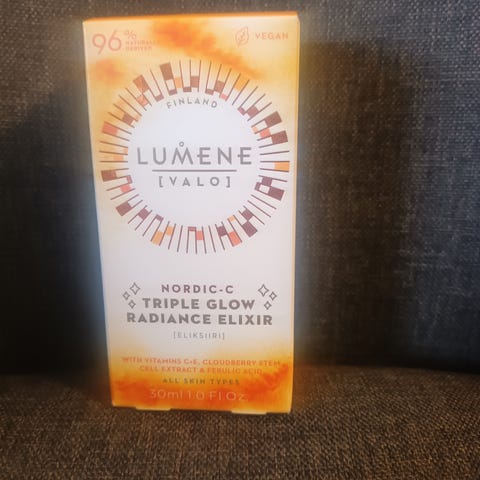 96%
NATURALLY
DERIVED
VEGAN
FINLAND
LUMENE
[VALO]
NORDIC-C
TRIPLE GLOW
RADIANCE ELIXIR
[ELIKSIIRI]
WITH VITAMINS C+E, CLOUDBERRY STEM
CELL EXTRACT & FERULIC ACID
ALL SKIN TYPES
30ml 1.0 Fl Oz.